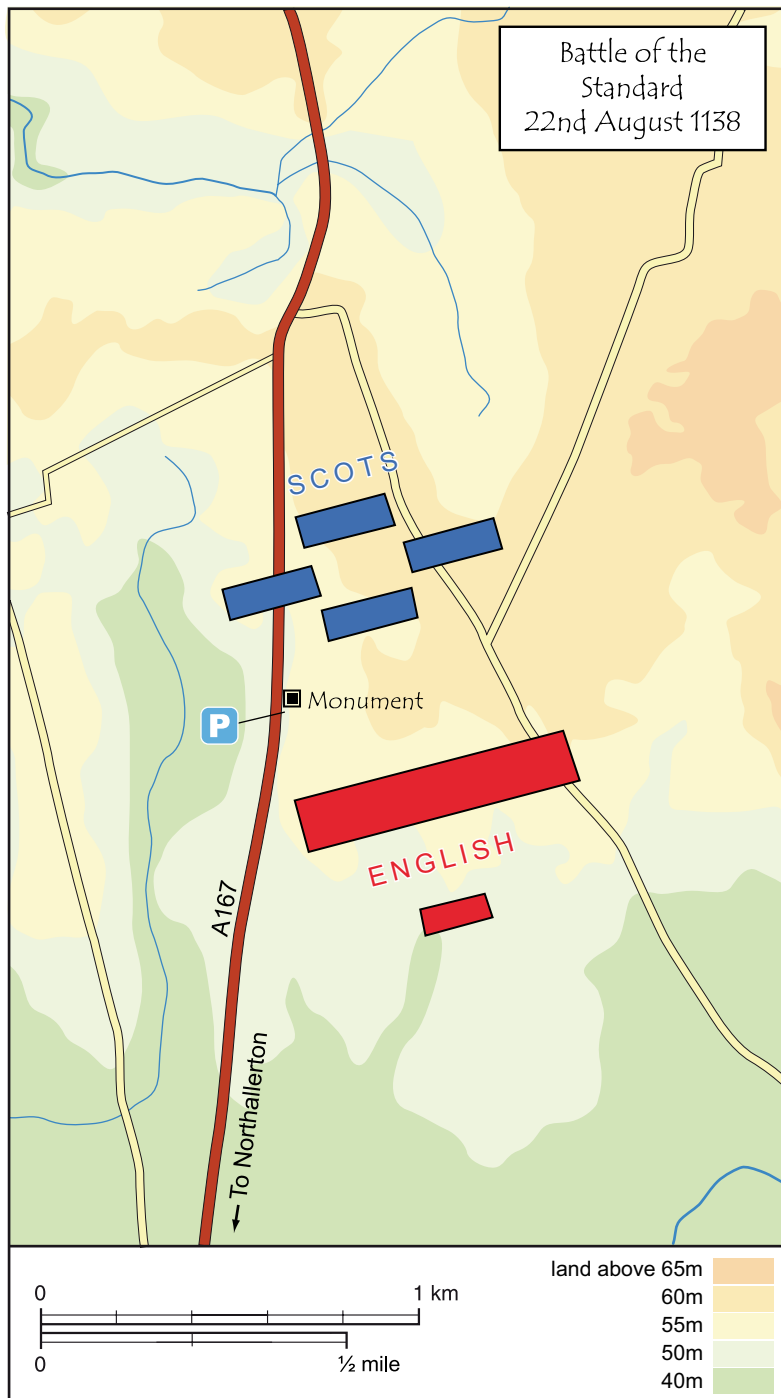 Battle of the
Standard
22nd August 1138
SCOTS
P
Monument
ENGLISH
A167
To Northallerton
0
1 km
0
½ mile
land above 65m
60m
55m
50m
40m